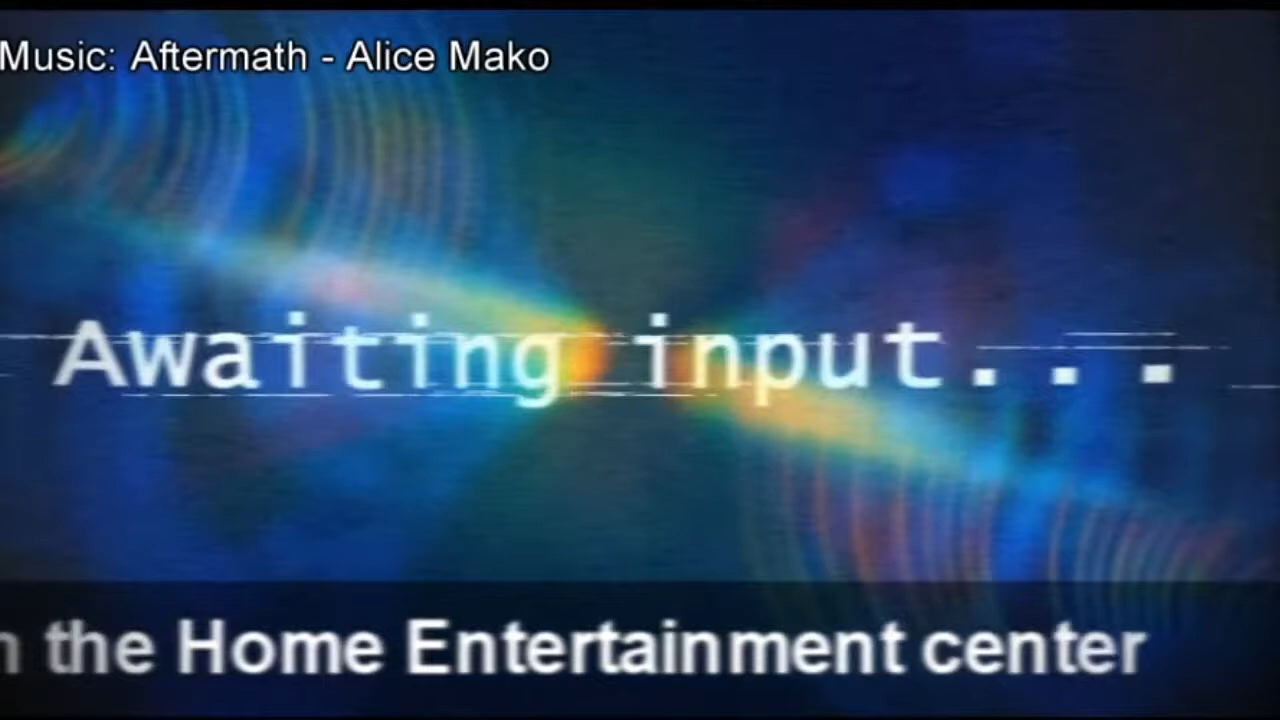 Music: Aftermath - Alice Mako
Awaiting input...
the Home Entertainment center